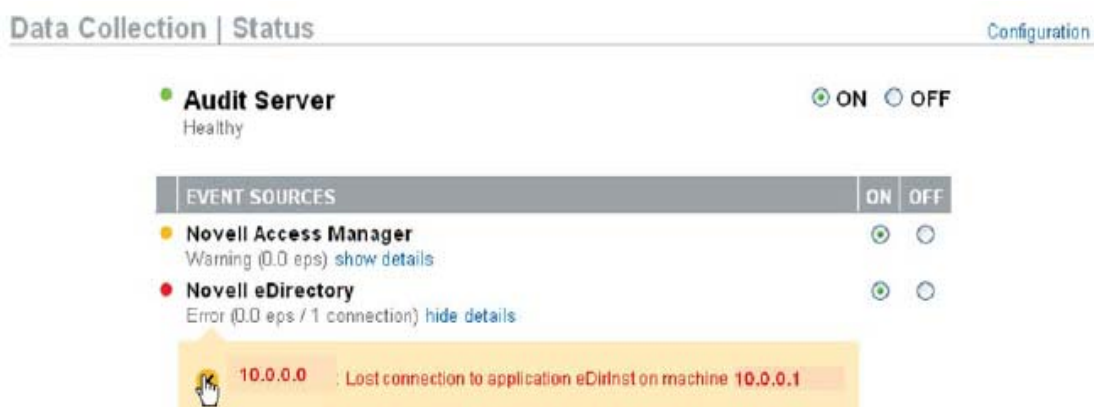 Data Collection | Status
Configuration
Audit Server
ON OFF
Healthy
EVENT SOURCES ON OFF
Novell Access Manager
Warning (0.0 eps) show details
Novell eDirectory
Error (0.0 eps / 1 connection) hide details
10.0.0.0 : Lost connection to application eDirInst on machine 10.0.0.1